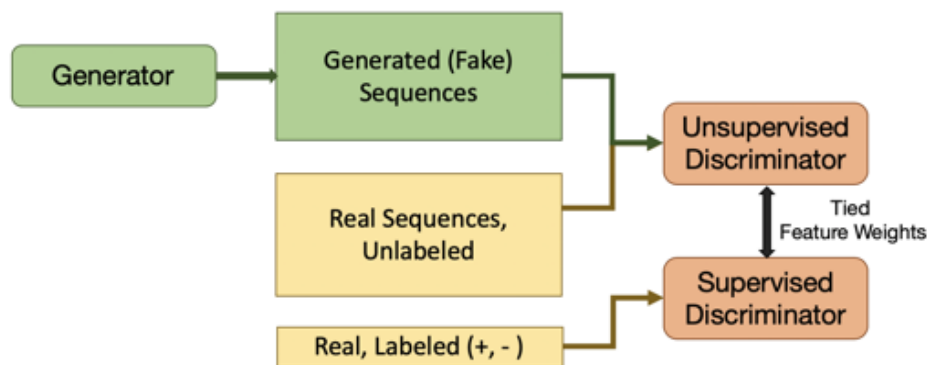 Generator
Generated (Fake)
Sequences
Unsupervised
Discriminator
Real Sequences,
Unlabeled
Tied
Feature Weights
Supervised
Discriminator
Real, Labeled (+, - )